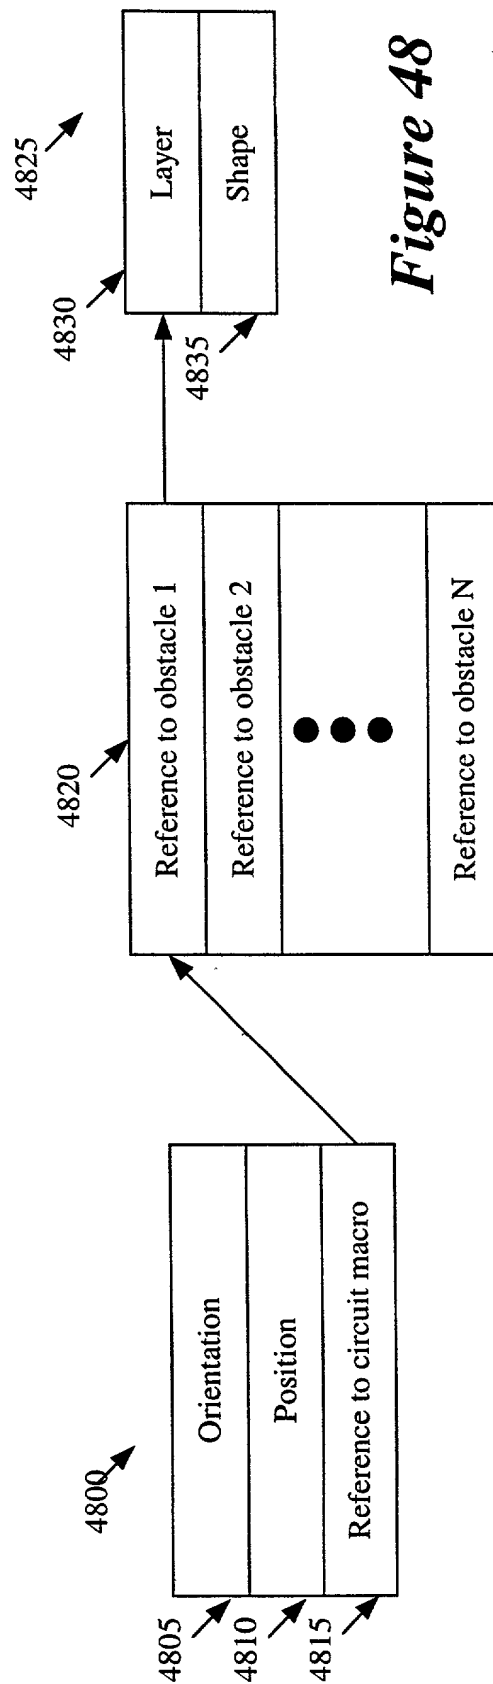 4800
4805
Orientation
4810
Position
4815
Reference to circuit macro
4820
Reference to obstacle 1
Reference to obstacle 2
Reference to obstacle N
4825
4830
Layer
4835
Shape
Figure 48